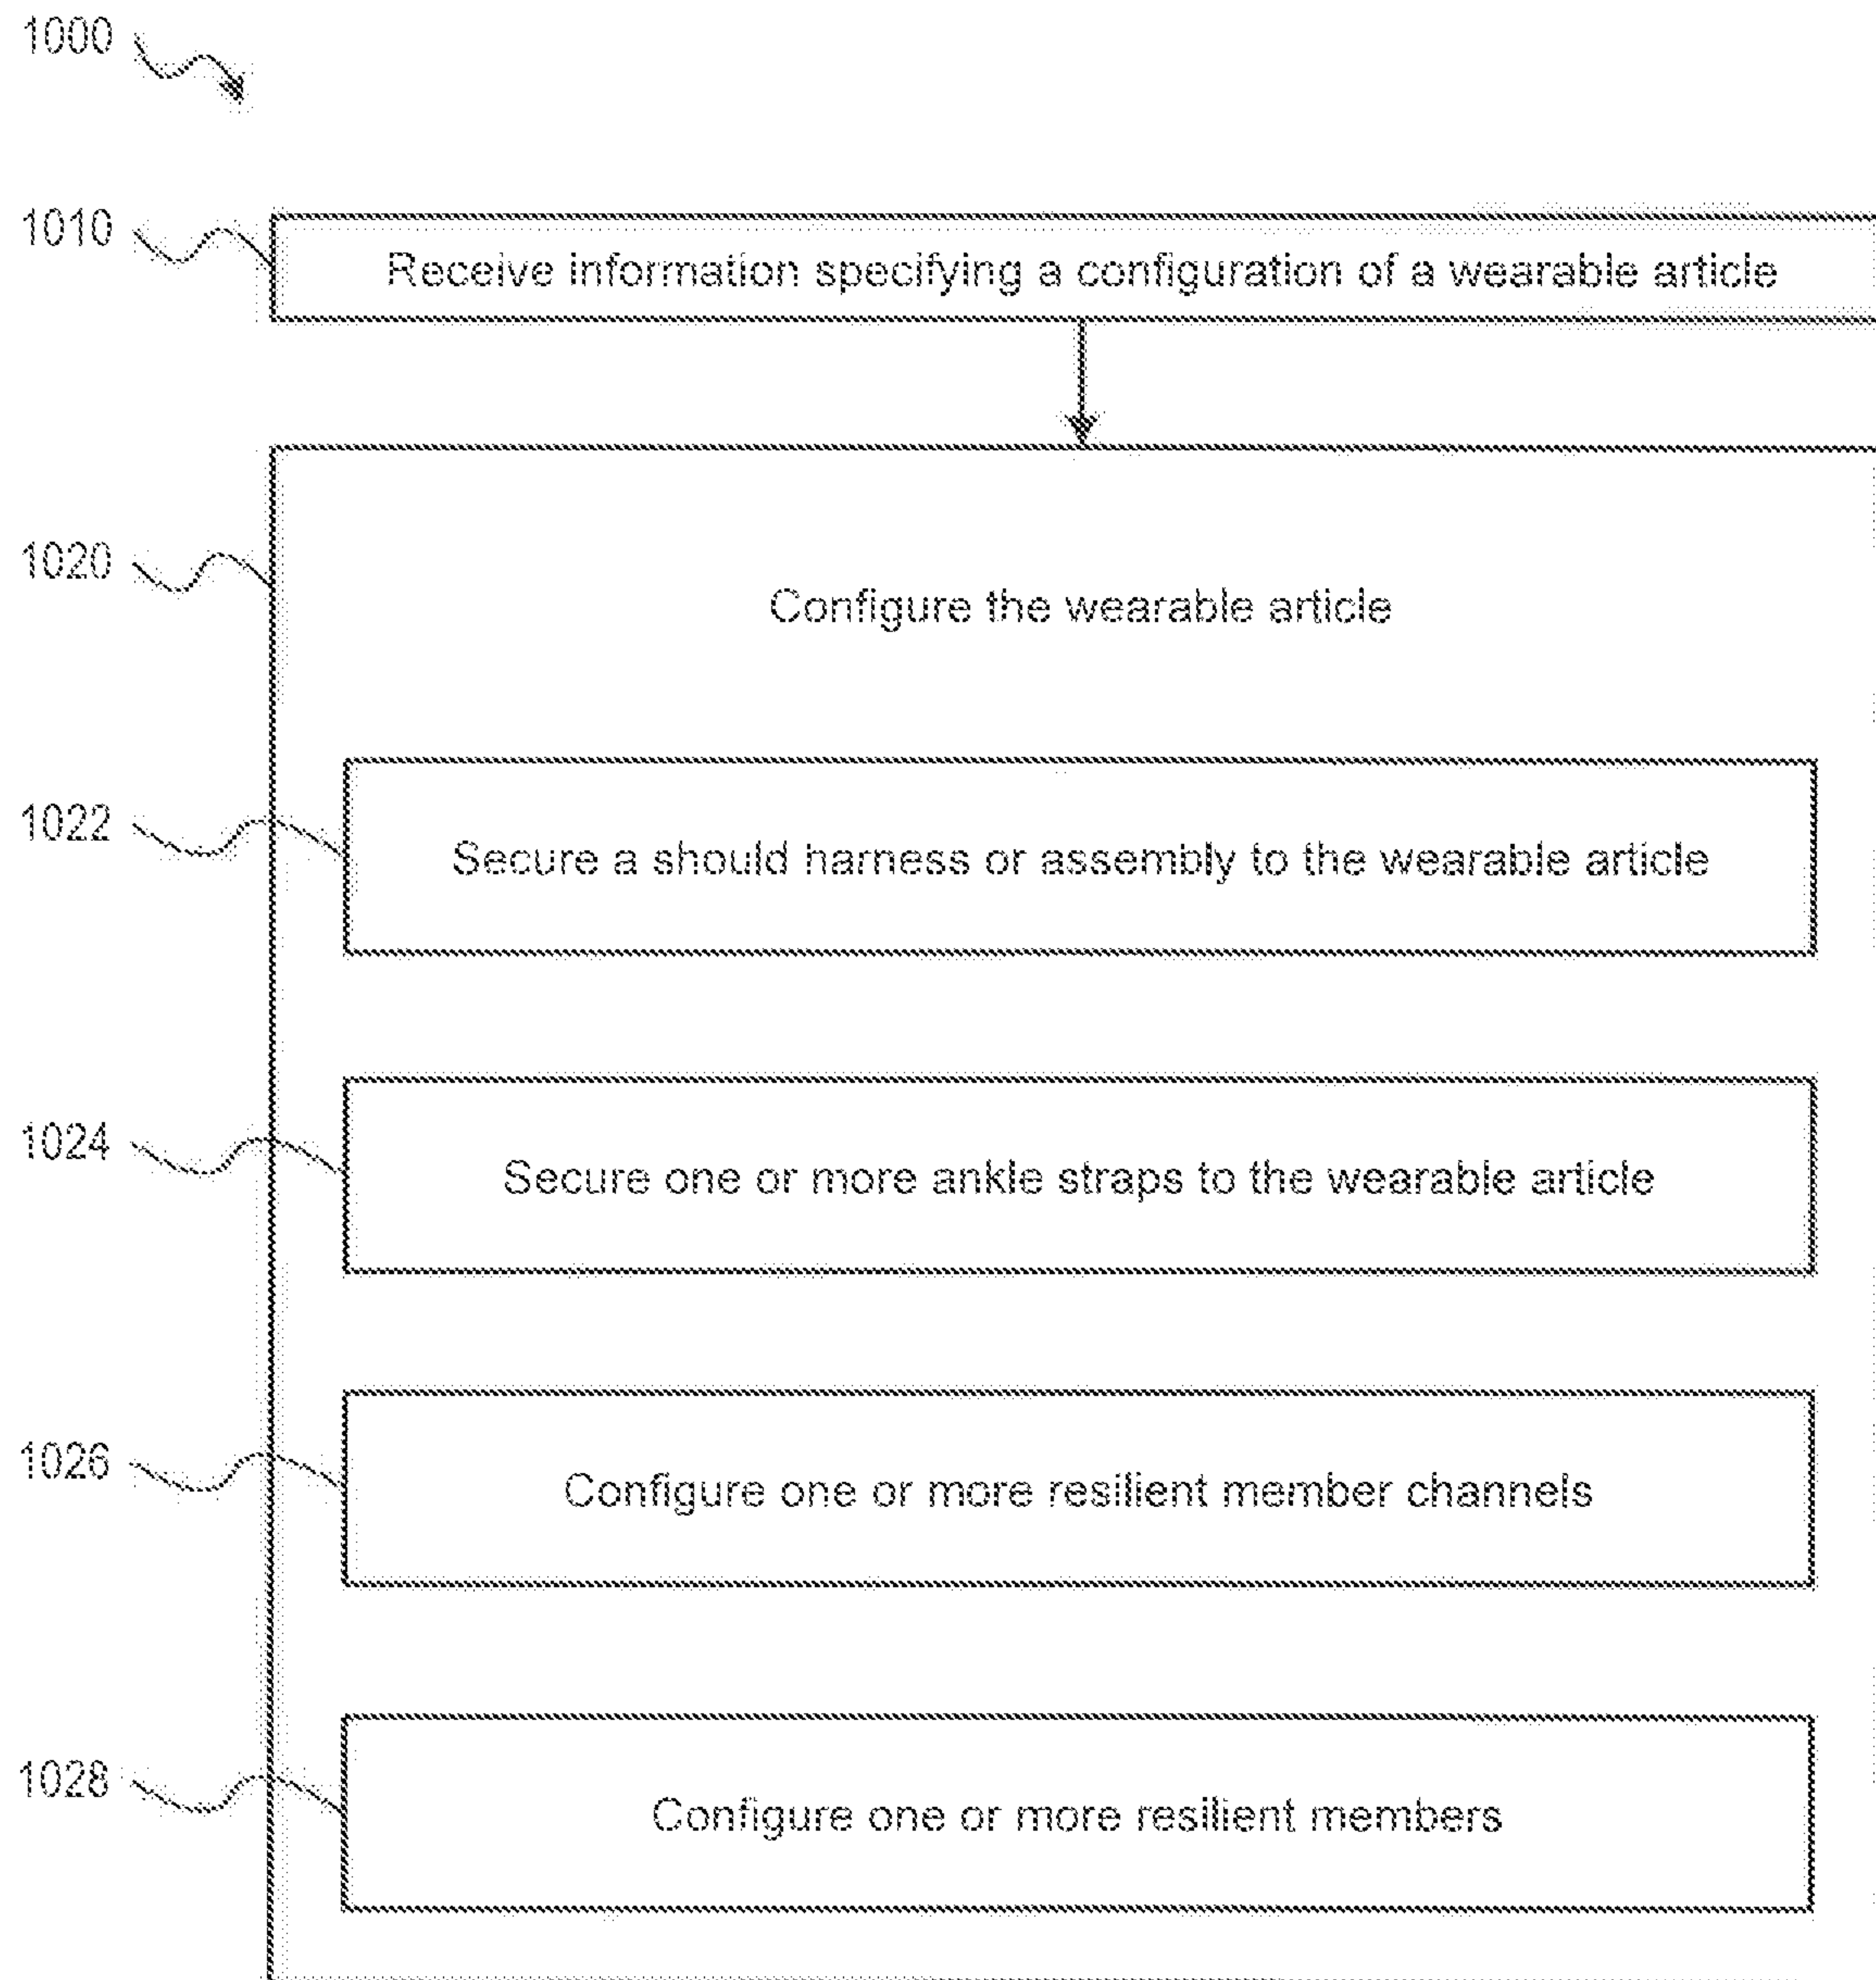 1000
1010
Receive information specifying a configuration of a wearable article
1020
Configure the wearable article
1022
Secure a should harness or assembly to the wearable article
1024
Secure one or more ankle straps to the wearable article
1026
Configure one or more resilient member channels
1028
Configure one or more resilient members